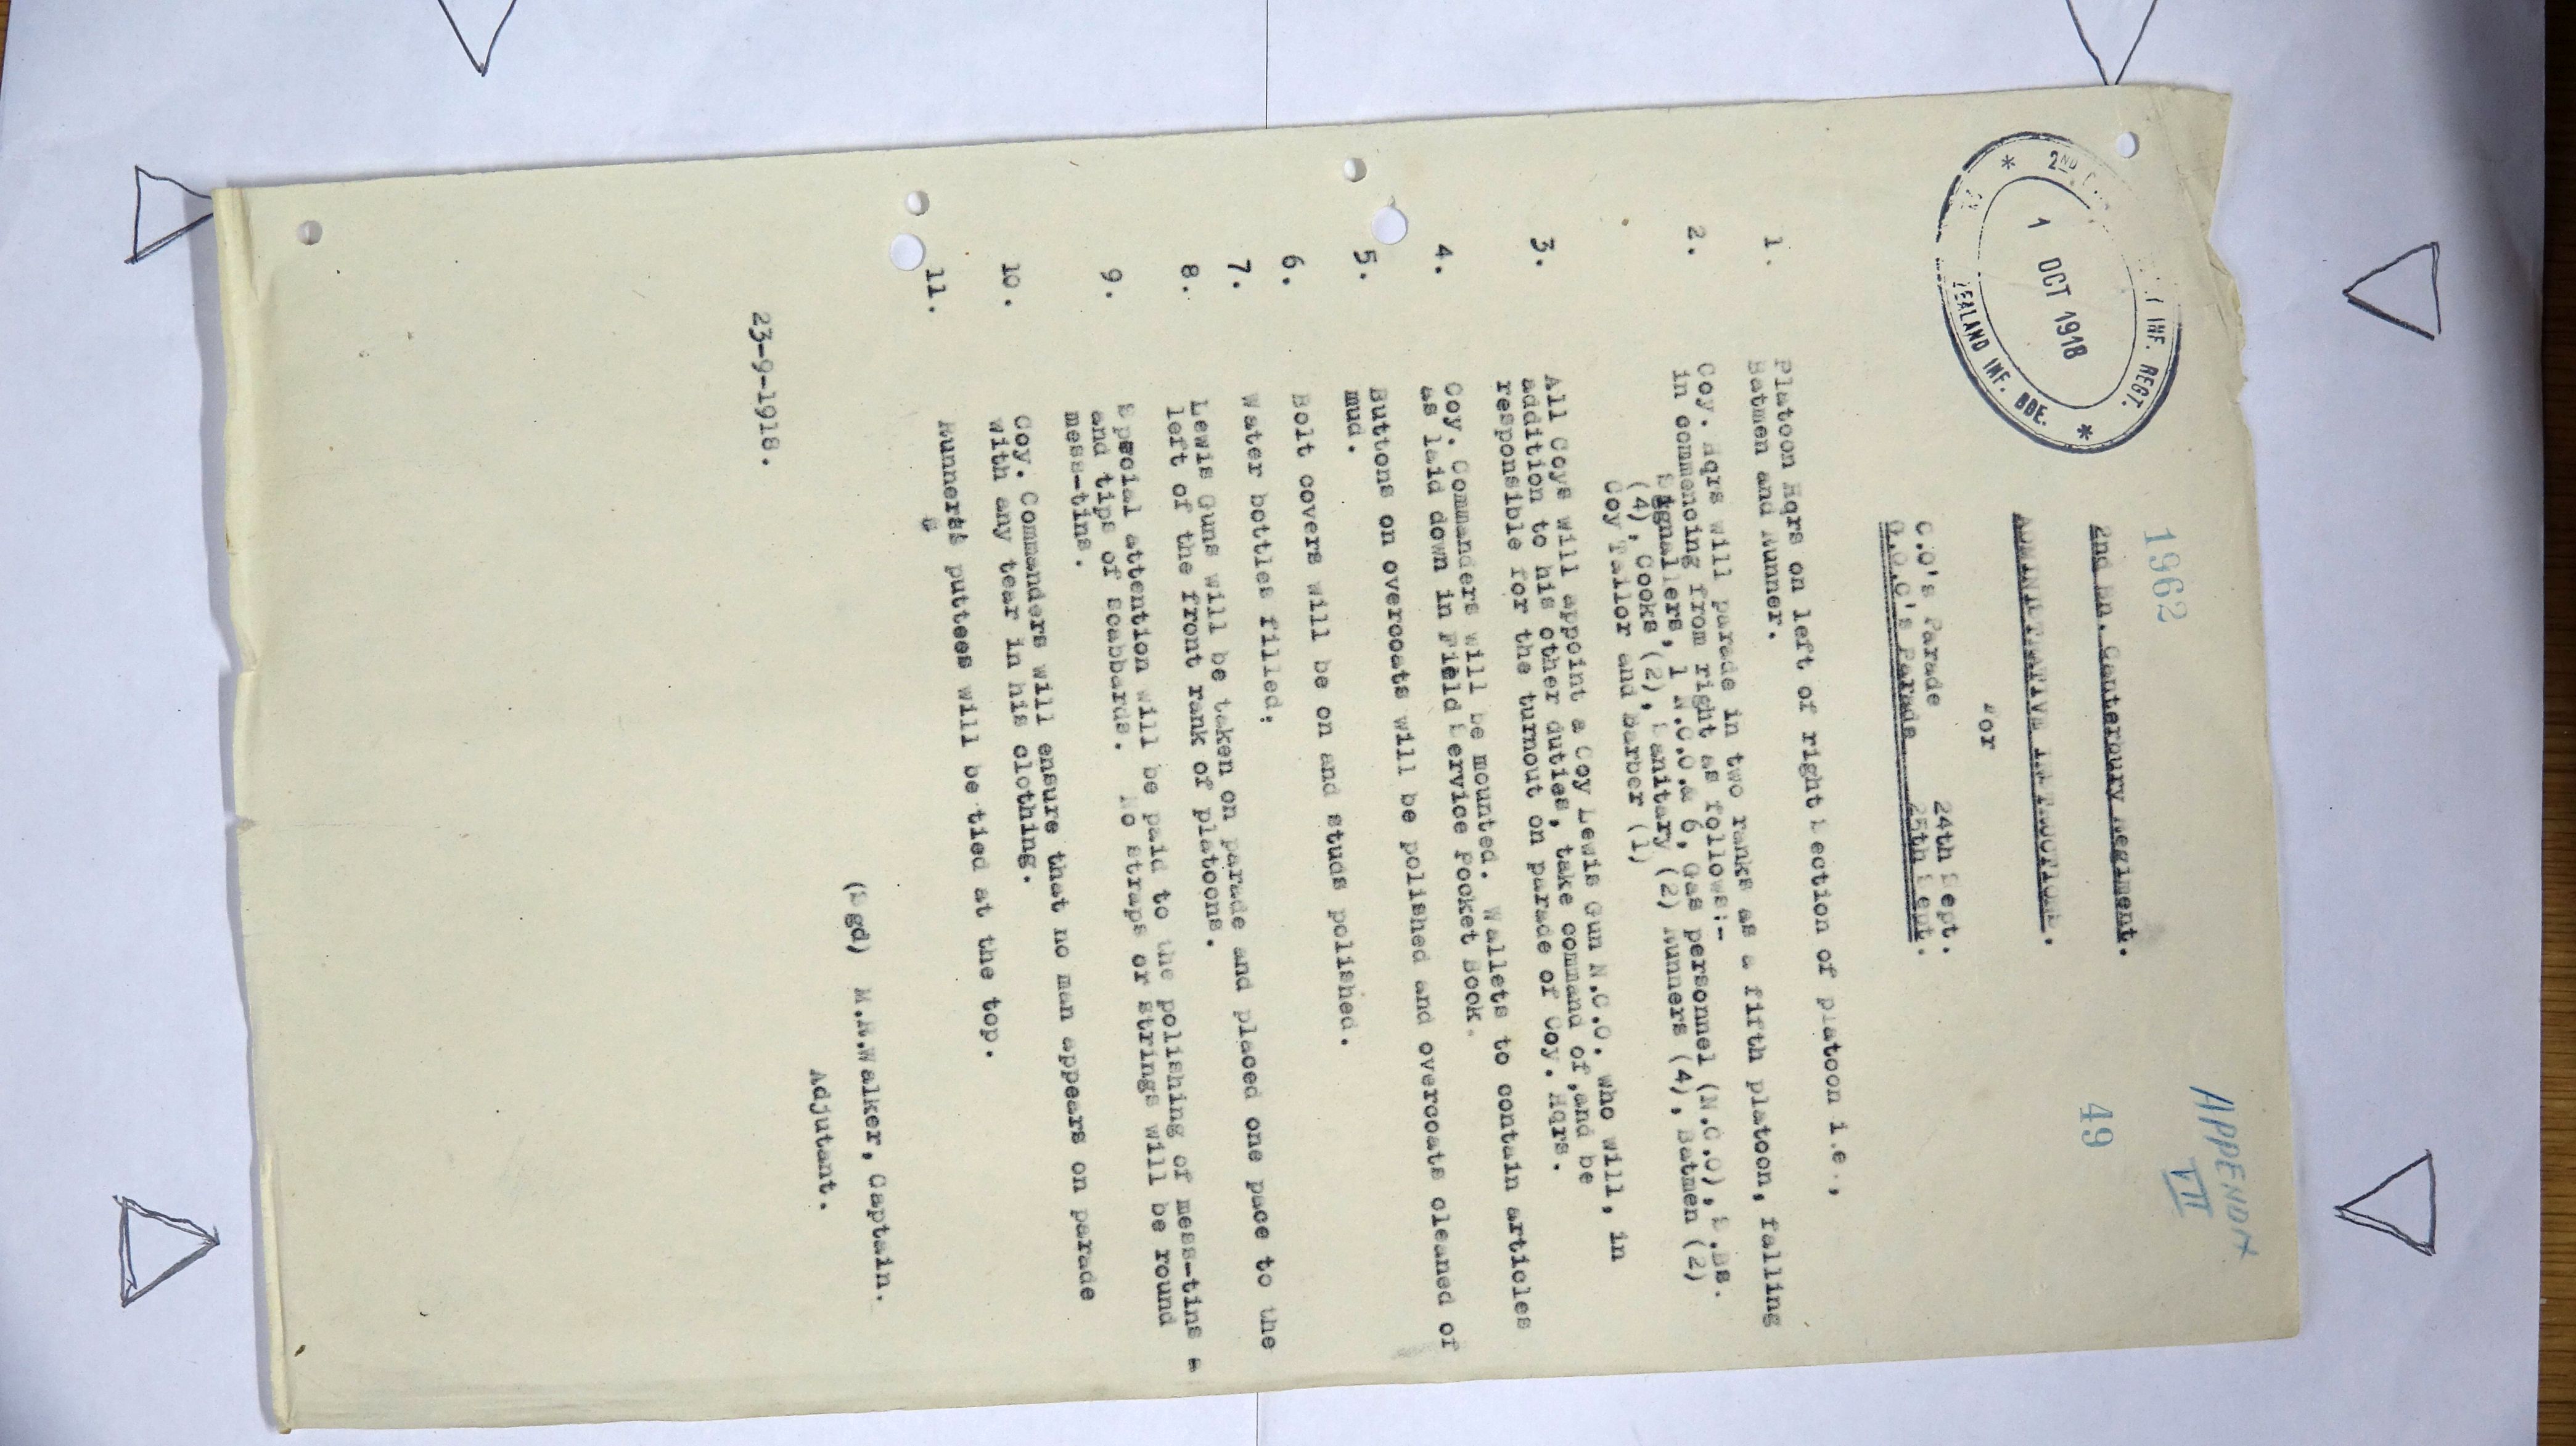 1962
APPENDIX
VII
49
2ND INF. REGT.
1 OCT 1918
ZEALAND INF. BDE.
2nd Bn. Canterbury Regiment.
ADMINISTRATIVE INSTRUCTIONS.
For
C.O's Parade 24th Sept.
G.O.C's Parade 25th Sept.
1. Platoon Hqrs on left of right Section of platoon i.e.,
Batmen and Runner.
2. Coy. Hqrs will parade in two ranks as a fifth platoon, falling
in commencing from right as follows:-
Signallers, 1 N.C.O. & 6, Gas personnel (N.C.O), S.Bs.
(4), Cooks (2), Sanitary (2) Runners (4), Batmen (2)
Coy Tailor and Barber (1)
3. All Coys will appoint a Coy Lewis Gun N.C.O. who will, in
addition to his other duties, take command of, and be
responsible for the turnout on parade of Coy. Hqrs.
4. Coy. Commanders will be mounted. Wallets to contain articles
as laid down in Field Service Pocket Book.
5. Buttons on overcoats will be polished and overcoats cleaned of
mud.
6. Bolt covers will be on and studs polished.
7. Water bottles filled.
8. Lewis Guns will be taken on parade and placed one pace to the
left of the front rank of platoons.
9. Special attention will be paid to the polishing of mess-tins &
and tips of scabbards. No straps or strings will be round
mess-tins.
10. Coy. Commanders will ensure that no man appears on parade
with any tear in his clothing.
11. Runners puttees will be tied at the top.
(Sgd) M.R.Walker, Captain.
Adjutant.
23-9-1918.